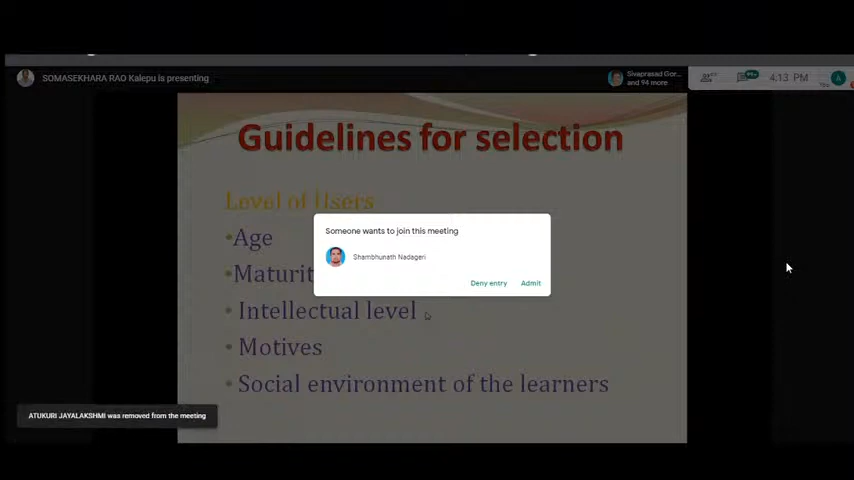 SOMASEKHARA RAO Kalepu is presenting
Sivaprasad Gor...
and 94 more
4:13 PM
A
Guidelines for selection
Level of Users
•Age
•Maturit
• Intellectual level
• Motives
• Social environment of the learners
Someone wants to join this meeting
Shambhunath Nadageri
Deny entry
Admit
ATUKURI JAYALAKSHMI was removed from the meeting